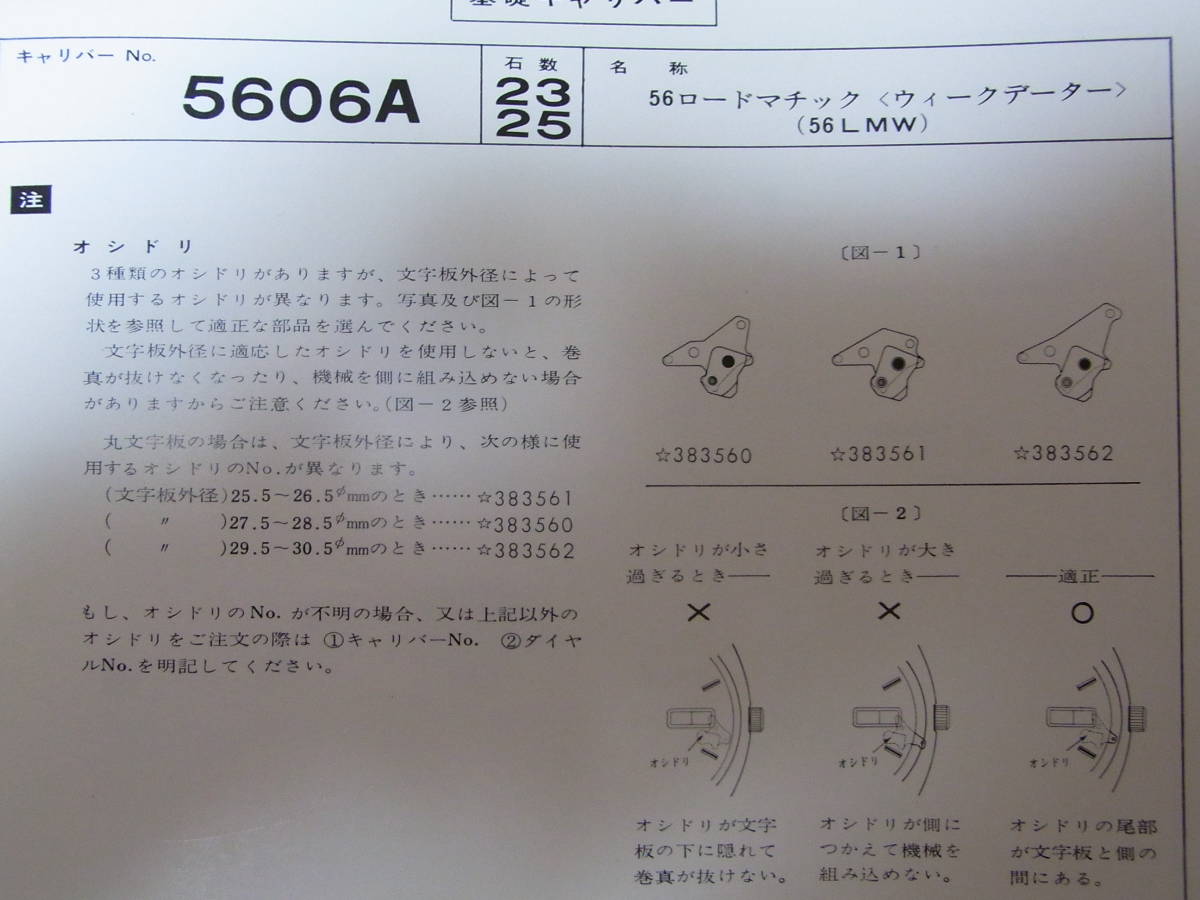 基礎キャリバー
キャリバー No.
5606A
石数
23
25
名称
56ロードマチック〈ウィークデーター〉
(56LMW)
注
オシドリ
3種類のオシドリがありますが、文字板外径によって
使用するオシドリが異なります。写真及び図-1の形
状を参照して適正な部品を選んでください。
文字板外径に適応したオシドリを使用しないと、巻
真が抜けなくなったり、機械を側に組み込めない場合
がありますからご注意ください。(図-2参照)
丸文字板の場合は、文字板外径により、次の様に使
用するオシドリのNo.が異なります。
(文字板外径)25.5~26.5φmmのとき……☆383561
( 〃 )27.5~28.5φmmのとき……☆383560
( 〃 )29.5~30.5φmmのとき……☆383562
もし、オシドリのNo.が不明の場合、又は上記以外の
オシドリをご注文の際は ①キャリバーNo. ②ダイヤ
ルNo.を明記してください。
〔図-1〕
☆383560
☆383561
☆383562
〔図-2〕
オシドリが小さ
過ぎるとき──
×
オシドリ
オシドリが文字
板の下に隠れて
巻真が抜けない。
オシドリが大き
過ぎるとき──
×
オシドリ
オシドリが側に
つかえて機械を
組み込めない。
──適正──
○
オシドリ
オシドリの尾部
が文字板と側の
間にある。